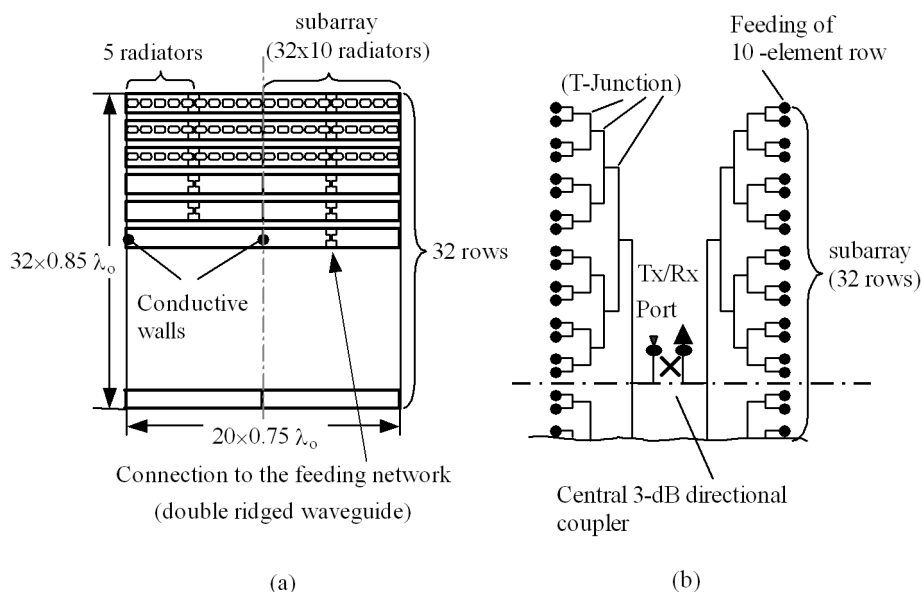 subarray
(32x10 radiators)
5 radiators
32×0.85 λo
32 rows
Conductive
walls
20×0.75 λo
Connection to the feeding network
(double ridged waveguide)
(a)
Feeding of
10 -element row
(T-Junction)
Tx/Rx
Port
subarray
(32 rows)
Central 3-dB directional
coupler
(b)